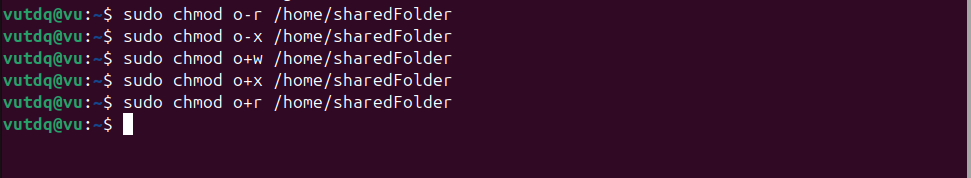 vutdq@vu:~$ sudo chmod o-r /home/sharedFolder
vutdq@vu:~$ sudo chmod o-x /home/sharedFolder
vutdq@vu:~$ sudo chmod o+w /home/sharedFolder
vutdq@vu:~$ sudo chmod o+x /home/sharedFolder
vutdq@vu:~$ sudo chmod o+r /home/sharedFolder
vutdq@vu:~$